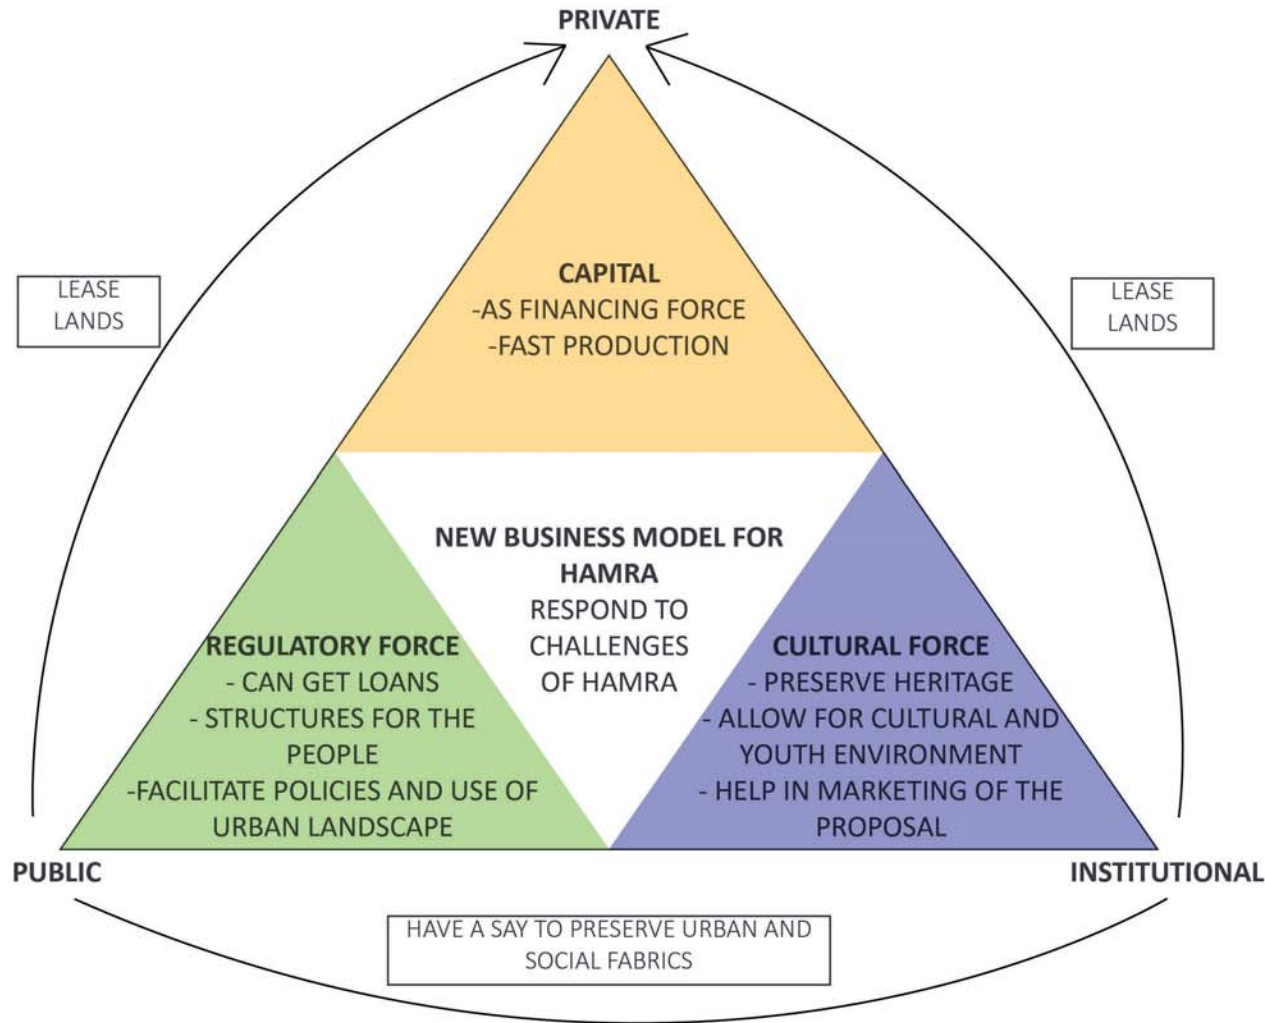 PRIVATE
CAPITAL
-AS FINANCING FORCE
-FAST PRODUCTION
LEASE
LANDS
LEASE
LANDS
NEW BUSINESS MODEL FOR
HAMRA
RESPOND TO
CHALLENGES
OF HAMRA
REGULATORY FORCE
- CAN GET LOANS
- STRUCTURES FOR THE
PEOPLE
-FACILITATE POLICIES AND USE OF
URBAN LANDSCAPE
CULTURAL FORCE
- PRESERVE HERITAGE
- ALLOW FOR CULTURAL AND
YOUTH ENVIRONMENT
- HELP IN MARKETING OF THE
PROPOSAL
PUBLIC
INSTITUTIONAL
HAVE A SAY TO PRESERVE URBAN AND
SOCIAL FABRICS